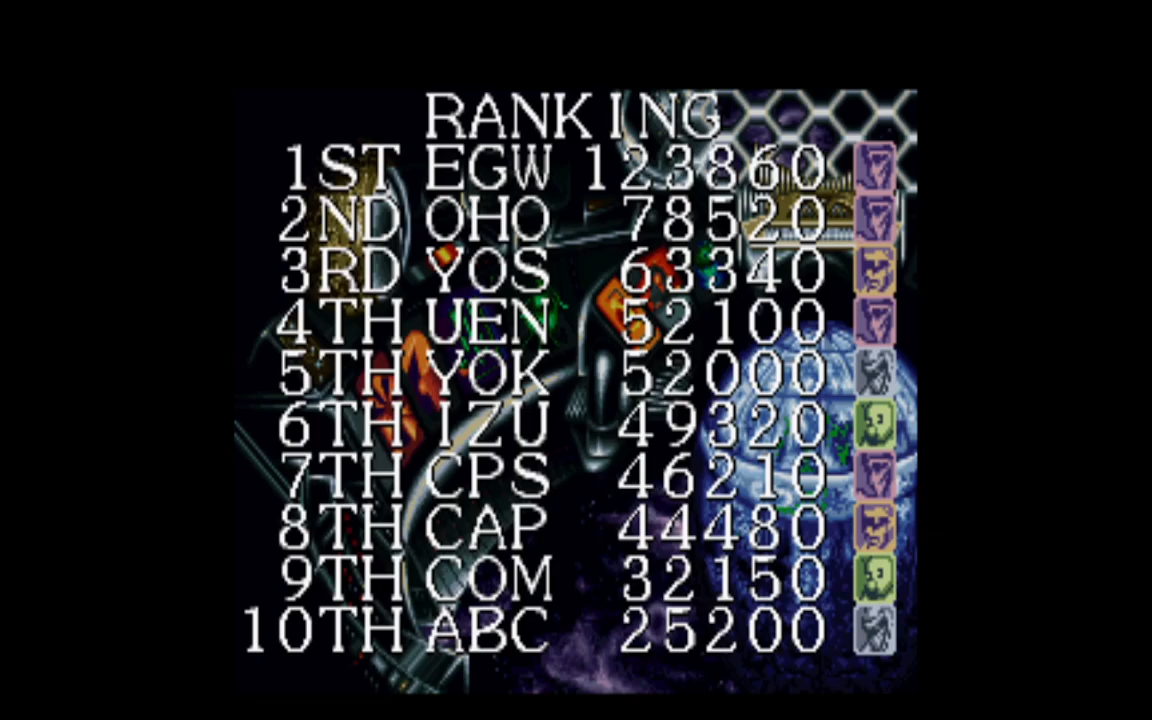 RANKING
1ST EGW 123860
2ND OHO 78520
3RD YOS 63340
4TH UEN 52100
5TH YOK 52000
6TH IZU 49320
7TH CPS 46210
8TH CAP 44480
9TH COM 32150
10TH ABC 25200